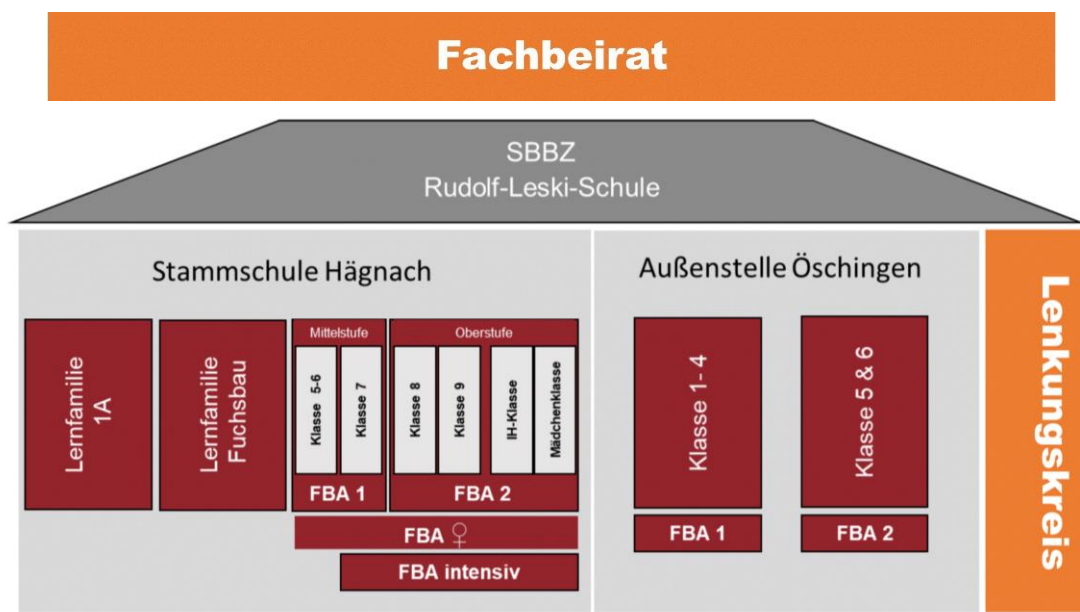 Fachbeirat
SBBZ
Rudolf-Leski-Schule
Stammschule Hägnach
Lernfamilie
1A
Lernfamilie
Fuchsbau
Mittelstufe
Klasse 5-6
Klasse 7
FBA 1
Oberstufe
Klasse 8
Klasse 9
IH-Klasse
Mädchenklasse
FBA 2
FBA ♀
FBA intensiv
Außenstelle Öschingen
Klasse 1- 4
FBA 1
Klasse 5 & 6
FBA 2
Lenkungskreis